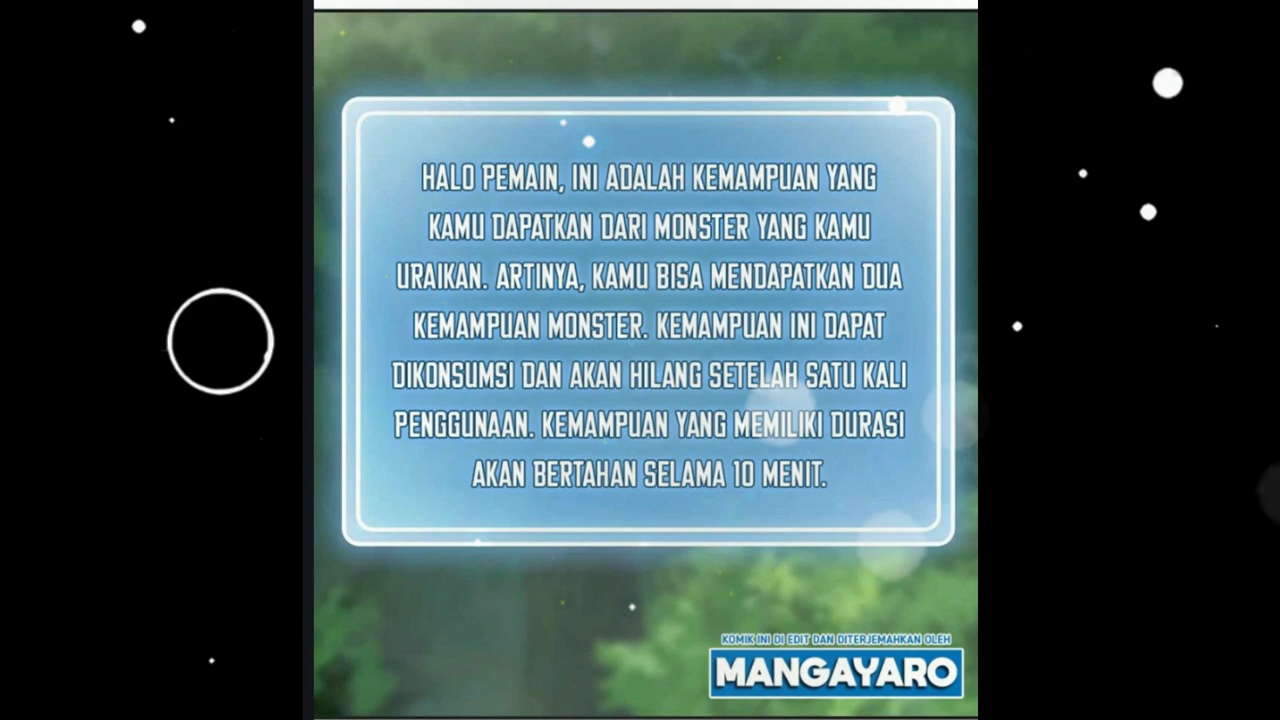 HALO PEMAIN, INI ADALAH KEMAMPUAN YANG
KAMU DAPATKAN DARI MONSTER YANG KAMU
URAIKAN. ARTINYA, KAMU BISA MENDAPATKAN DUA
KEMAMPUAN MONSTER. KEMAMPUAN INI DAPAT
DIKONSUMSI DAN AKAN HILANG SETELAH SATU KALI
PENGGUNAAN. KEMAMPUAN YANG MEMILIKI DURASI
AKAN BERTAHAN SELAMA 10 MENIT.
KOMIK INI DI EDIT DAN DITERJEMAHKAN OLEH
MANGAYARO